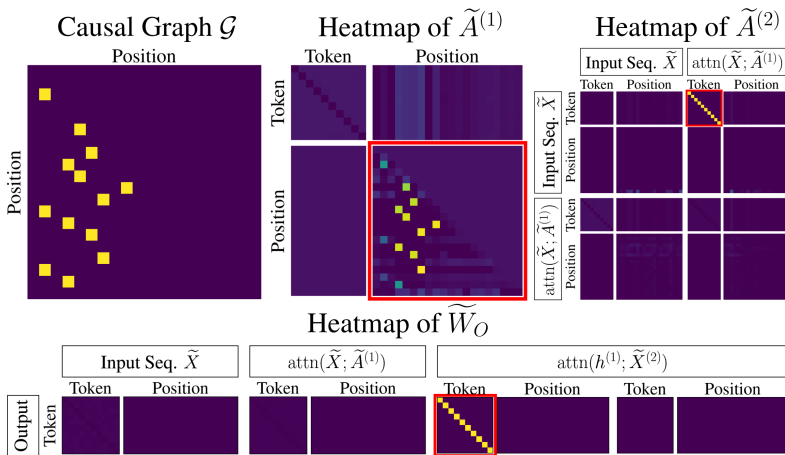 Causal Graph 𝒢
Position
Position
Heatmap of Ã⁽¹⁾
Token Position
Token
Position
Heatmap of Ã⁽²⁾
Input Seq. X̃ attn(X̃; Ã⁽¹⁾)
Token Position Token Position
Input Seq. X̃
Token
Position
attn(X̃; Ã⁽¹⁾)
Token
Position
Heatmap of W̃_O
Input Seq. X̃ attn(X̃; Ã⁽¹⁾) attn(h⁽¹⁾; X̃⁽²⁾)
Token Position Token Position Token Position Token Position
Output
Token